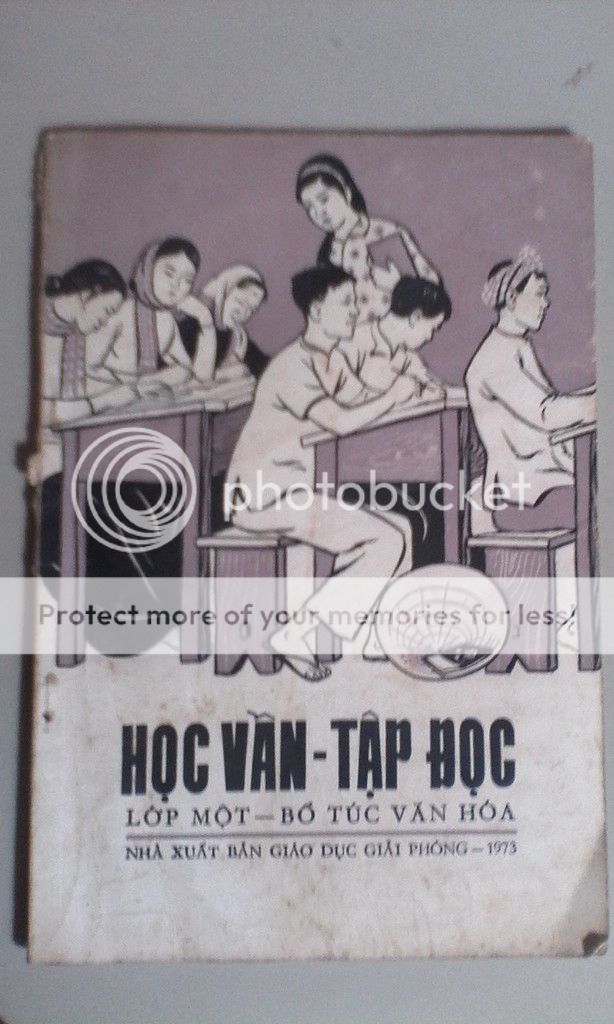 photobucket
Protect more of your memories for less!
HỌC VẦN - TẬP ĐỌC
LỚP MỘT — BỔ TÚC VĂN HÓA
NHÀ XUẤT BẢN GIÁO DỤC GIẢI PHÓNG — 1973